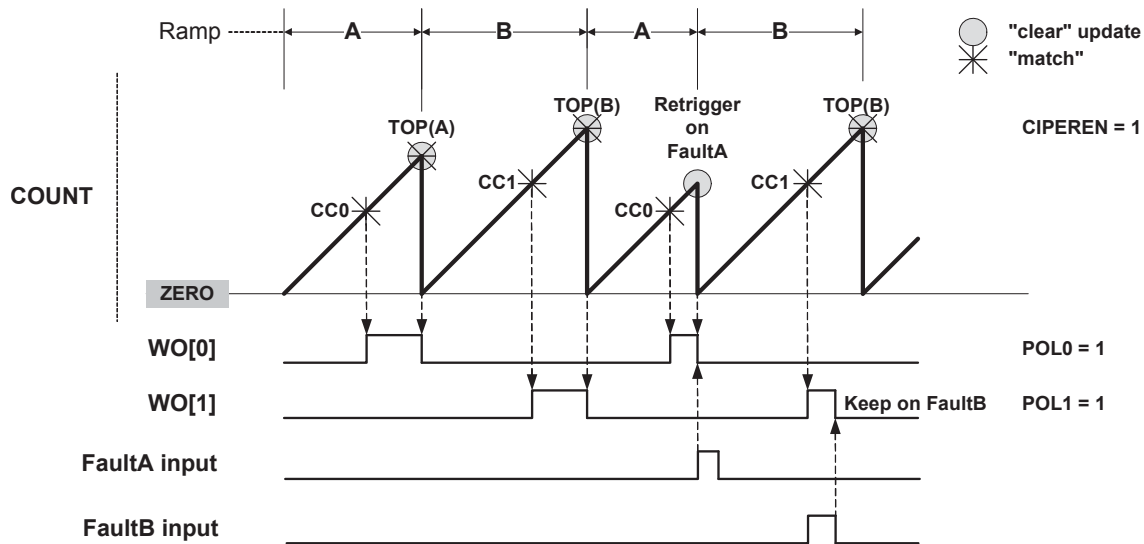 Ramp
A
B
A
B
"clear" update
"match"
TOP(A)
TOP(B)
Retrigger
on
FaultA
TOP(B)
CIPEREN = 1
COUNT
CC0
CC1
CC0
CC1
ZERO
WO[0]
POL0 = 1
WO[1]
Keep on FaultB
POL1 = 1
FaultA input
FaultB input